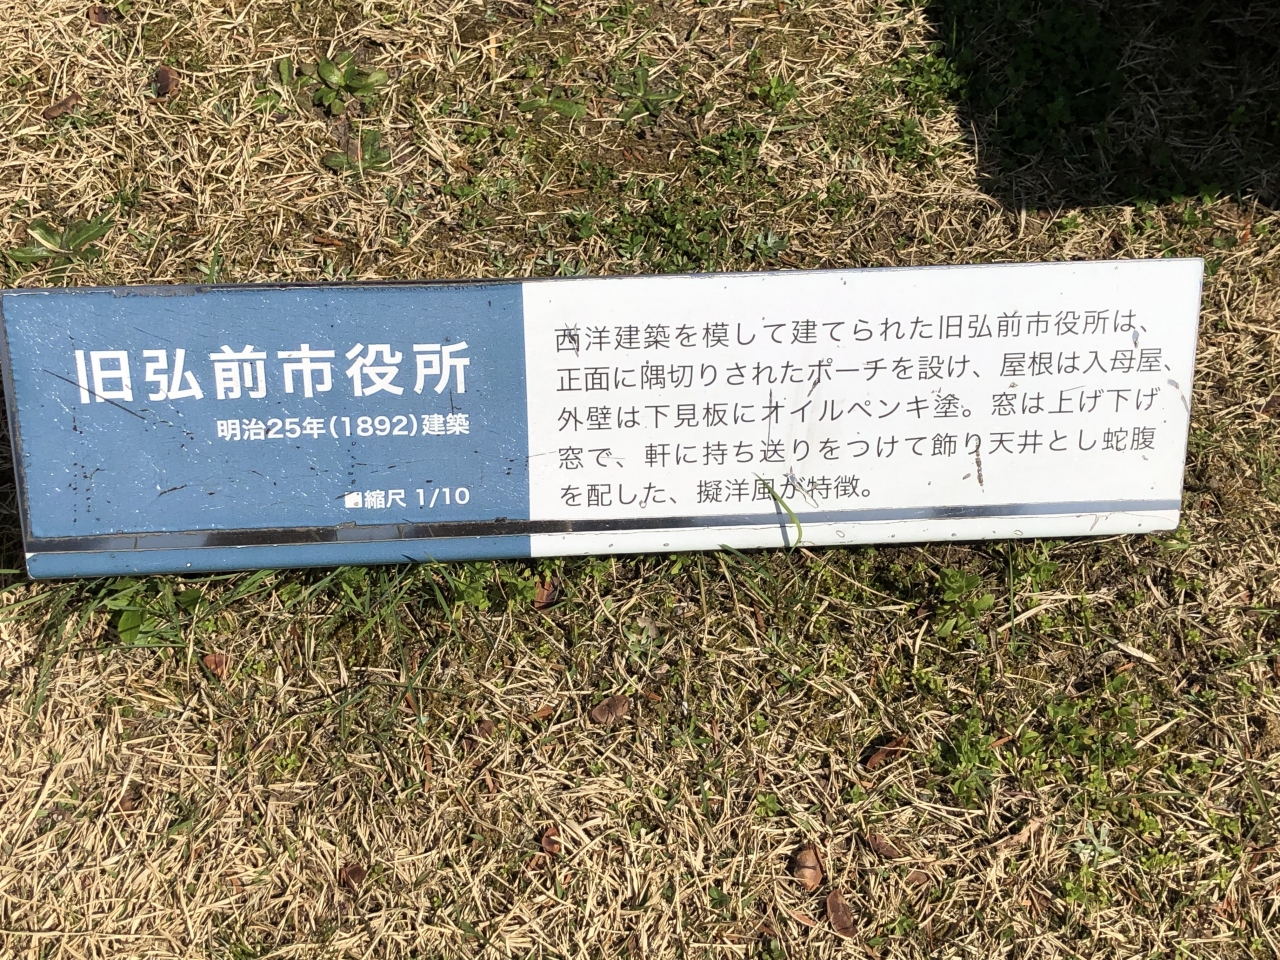 旧弘前市役所
明治25年(1892)建築
縮尺 1/10
西洋建築を模して建てられた旧弘前市役所は、
正面に隅切りされたポーチを設け、屋根は入母屋、
外壁は下見板にオイルペンキ塗。窓は上げ下げ
窓で、軒に持ち送りをつけて飾り天井とし蛇腹
を配した、擬洋風が特徴。